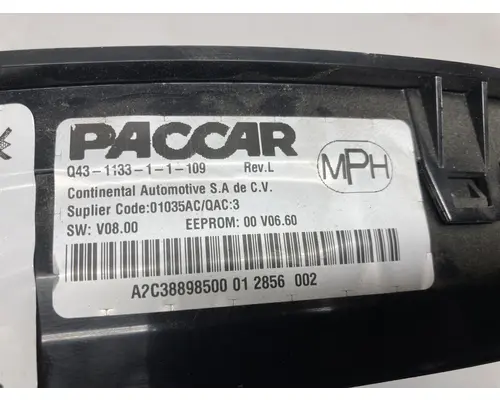 PACCAR
Q43-1133-1-1-109 Rev.L
MPH
Continental Automotive S.A de C.V.
Suplier Code:01035AC/QAC:3
SW: V08.00 EEPROM: 00 V06.60
A2C38898500 01 2856 002